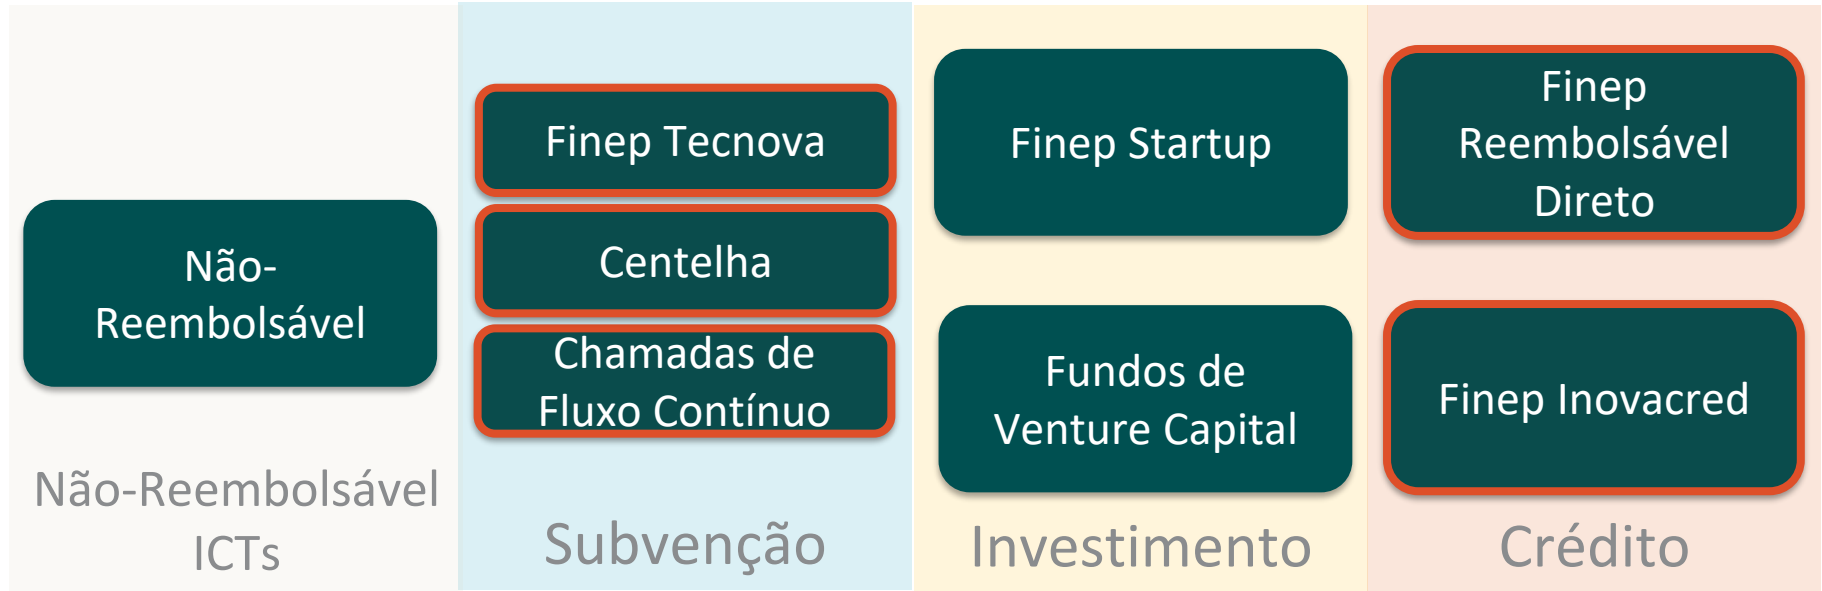 Não-
Reembolsável
Não-Reembolsável
ICTs
Finep Tecnova
Centelha
Chamadas de
Fluxo Contínuo
Subvenção
Finep Startup
Fundos de
Venture Capital
Investimento
Finep
Reembolsável
Direto
Finep Inovacred
Crédito